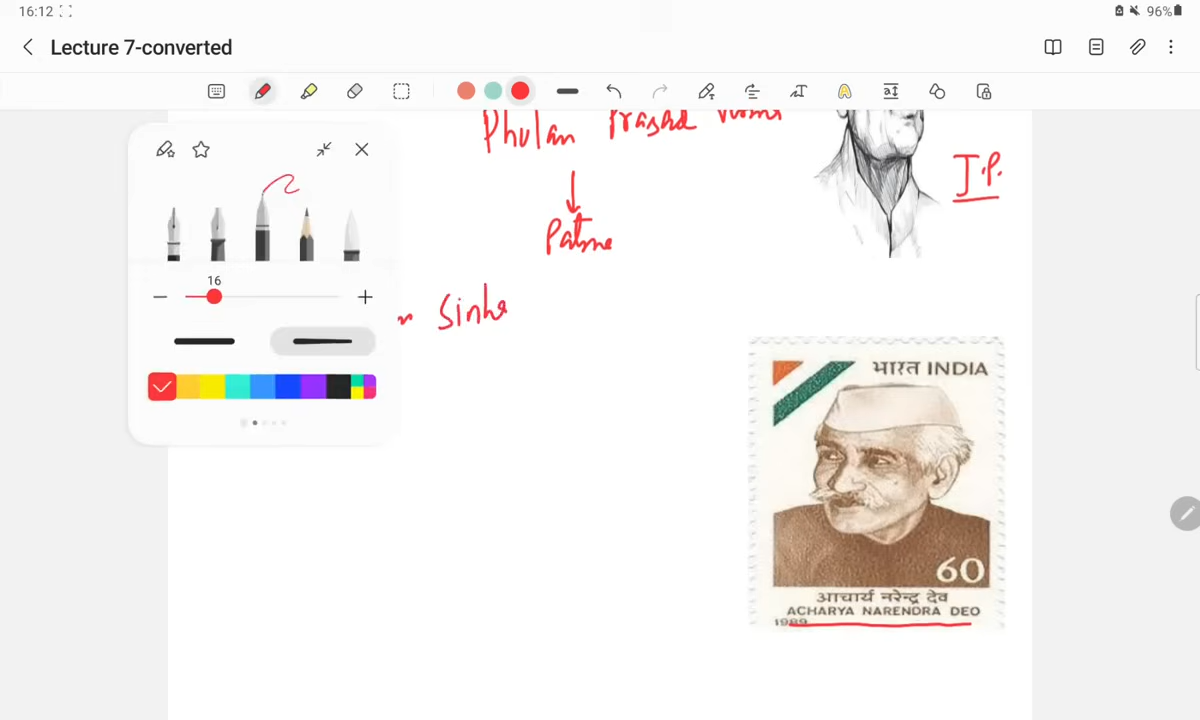 16:12
96%
Lecture 7-converted
Phulan Prasad
J.P.
Patna
16
Sinha
भारत INDIA
60
आचार्य नरेन्द्र देव
ACHARYA NARENDRA DEO
1989